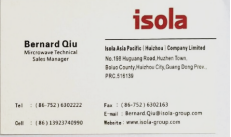 isola
Bernard Qiu
Mircrowave Technical
Sales Manager
Isola Asia Pacific ( Huizhou ) Company Limited
No.198 Huguang Road, Huzhen Town,
Boluo County, Huizhou City, Guang Dong Prov.,
PRC. 516139
Tel : ( 86-752 ) 6302222
Cell : ( 86 ) 13923740990
Fax : ( 86-752 ) 6302163
E-mail : Bernard.Qiu@isola-group.com
Website : www.isola-group.com